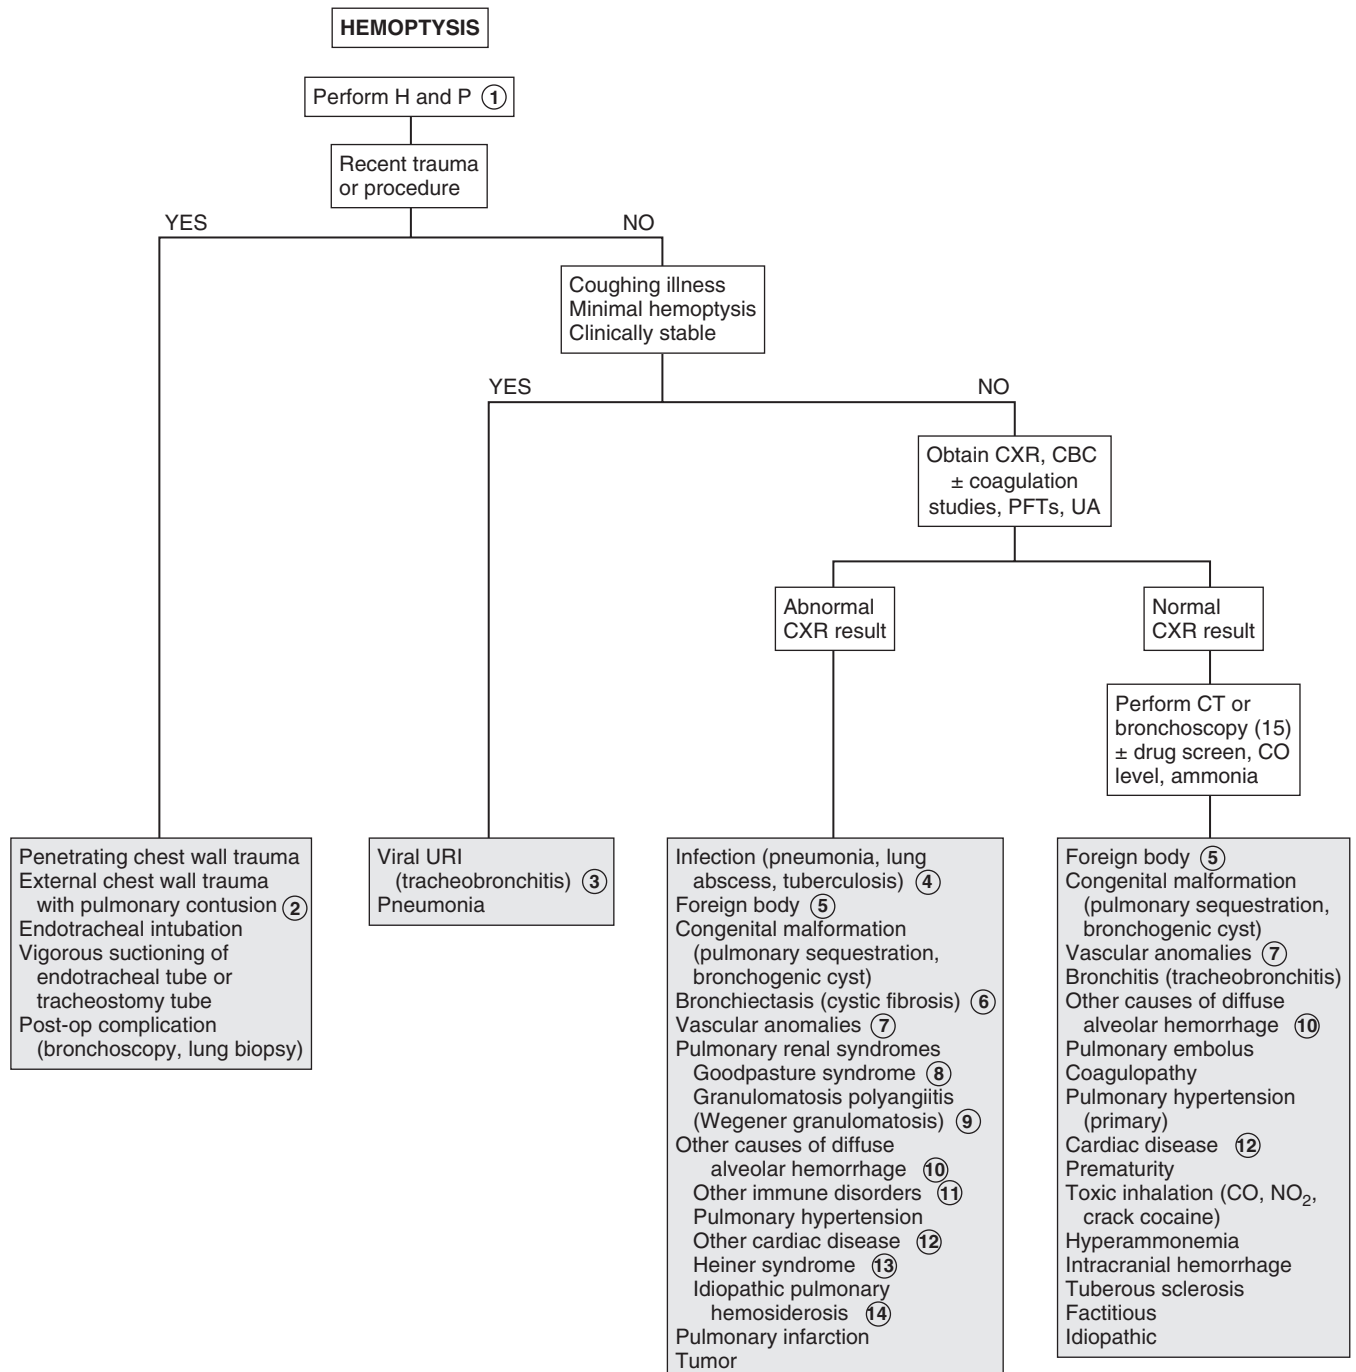 HEMOPTYSIS
Perform H and P 1
Recent trauma
or procedure
YES
NO
Coughing illness
Minimal hemoptysis
Clinically stable
YES
NO
Obtain CXR, CBC
± coagulation
studies, PFTs, UA
Abnormal
CXR result
Normal
CXR result
Perform CT or
bronchoscopy (15)
± drug screen, CO
level, ammonia
Penetrating chest wall trauma
External chest wall trauma
with pulmonary contusion 2
Endotracheal intubation
Vigorous suctioning of
endotracheal tube or
tracheostomy tube
Post-op complication
(bronchoscopy, lung biopsy)
Viral URI
(tracheobronchitis) 3
Pneumonia
Infection (pneumonia, lung
abscess, tuberculosis) 4
Foreign body 5
Congenital malformation
(pulmonary sequestration,
bronchogenic cyst)
Bronchiectasis (cystic fibrosis) 6
Vascular anomalies 7
Pulmonary renal syndromes
Goodpasture syndrome 8
Granulomatosis polyangiitis
(Wegener granulomatosis) 9
Other causes of diffuse
alveolar hemorrhage 10
Other immune disorders 11
Pulmonary hypertension
Other cardiac disease 12
Heiner syndrome 13
Idiopathic pulmonary
hemosiderosis 14
Pulmonary infarction
Tumor
Foreign body 5
Congenital malformation
(pulmonary sequestration,
bronchogenic cyst)
Vascular anomalies 7
Bronchitis (tracheobronchitis)
Other causes of diffuse
alveolar hemorrhage 10
Pulmonary embolus
Coagulopathy
Pulmonary hypertension
(primary)
Cardiac disease 12
Prematurity
Toxic inhalation (CO, NO2,
crack cocaine)
Hyperammonemia
Intracranial hemorrhage
Tuberous sclerosis
Factitious
Idiopathic